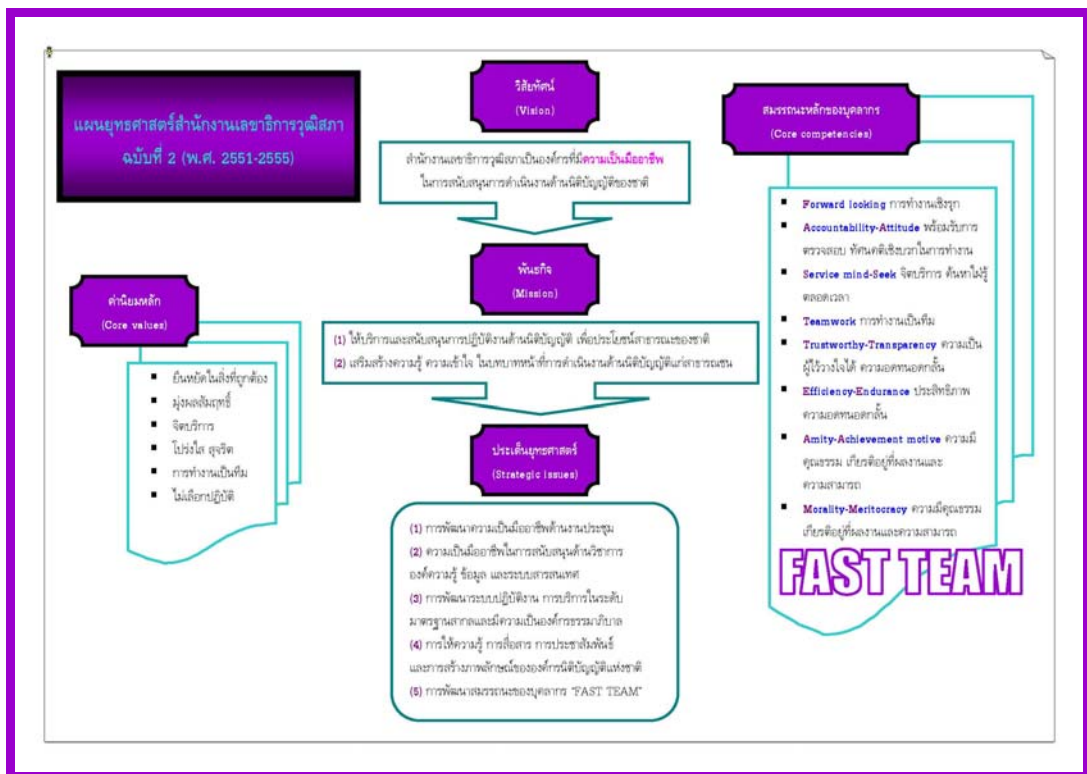 แผนยุทธศาสตร์สำนักงานเลขาธิการวุฒิสภา
ฉบับที่ 2 (พ.ศ. 2551-2555)
วิสัยทัศน์
(Vision)
สำนักงานเลขาธิการวุฒิสภาเป็นองค์กรที่มีความเป็นมืออาชีพ
ในการสนับสนุนการดำเนินงานด้านนิติบัญญัติของชาติ
พันธกิจ
(Mission)
(1) ให้บริการและสนับสนุนการปฏิบัติงานด้านนิติบัญญัติ เพื่อประโยชน์สาธารณะของชาติ
(2) เสริมสร้างความรู้ ความเข้าใจ ในบทบาทหน้าที่การดำเนินงานด้านนิติบัญญัติแก่สาธารณชน
ประเด็นยุทธศาสตร์
(Strategic issues)
(1) การพัฒนาความเป็นมืออาชีพด้านงานประชุม
(2) ความเป็นมืออาชีพในการสนับสนุนด้านวิชาการ
องค์ความรู้ ข้อมูล และระบบสารสนเทศ
(3) การพัฒนาระบบปฏิบัติงาน การบริการในระดับ
มาตรฐานสากลและมีความเป็นองค์กรธรรมาภิบาล
(4) การให้ความรู้ การสื่อสาร การประชาสัมพันธ์
และการสร้างภาพลักษณ์ขององค์กรนิติบัญญัติแห่งชาติ
(5) การพัฒนาสมรรถนะของบุคลากร "FAST TEAM"
ค่านิยมหลัก
(Core values)
▪ ยืนหยัดในสิ่งที่ถูกต้อง
▪ มุ่งผลสัมฤทธิ์
▪ จิตบริการ
▪ โปร่งใส สุจริต
▪ การทำงานเป็นทีม
▪ ไม่เลือกปฏิบัติ
สมรรถนะหลักของบุคลากร
(Core competencies)
▪ Forward looking การทำงานเชิงรุก
▪ Accountability-Attitude พร้อมรับการ
ตรวจสอบ ทัศนคติเชิงบวกในการทำงาน
▪ Service mind-Seek จิตบริการ ค้นหาใฝ่รู้
ตลอดเวลา
▪ Teamwork การทำงานเป็นทีม
▪ Trustworthy-Transparency ความเป็น
ผู้ไว้วางใจได้ ความอดทนอดกลั้น
▪ Efficiency-Endurance ประสิทธิภาพ
ความอดทนอดกลั้น
▪ Amity-Achievement motive ความมี
คุณธรรม เกียรติอยู่ที่ผลงานและ
ความสามารถ
▪ Morality-Meritocracy ความมีคุณธรรม
เกียรติอยู่ที่ผลงานและความสามารถ
FAST TEAM